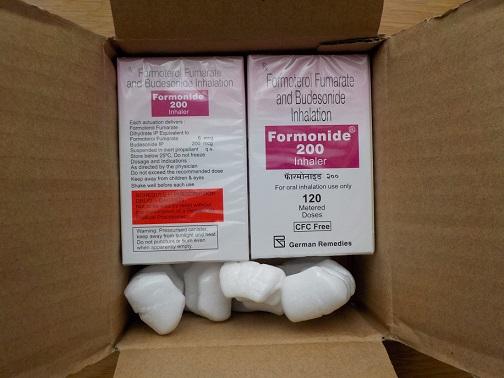 Formoterol Fumarate
and Budesonide Inhalation
Formonide
200
Inhaler
Each actuation delivers :
Formoterol Fumarate
Dihydrate IP Equivalent to
Formoterol Fumarate 6 mcg
Budesonide IP 200 mcg
Suspended in inert propellant q.s.
Store below 25°C. Do not freeze
Dosage and indications
As directed by the physician
Do not exceed the recommended dose
Keep away from children & eyes
Shake well before each use
Warning: Pressurised canister,
keep away from sunlight and heat
Do not puncture or burn even
when apparently empty.
Formoterol Fumarate
and Budesonide
Inhalation
Formonide®
200
Inhaler
फॉरमोनाइड २००
For oral inhalation use only
120
Metered
Doses
CFC Free
German Remedies